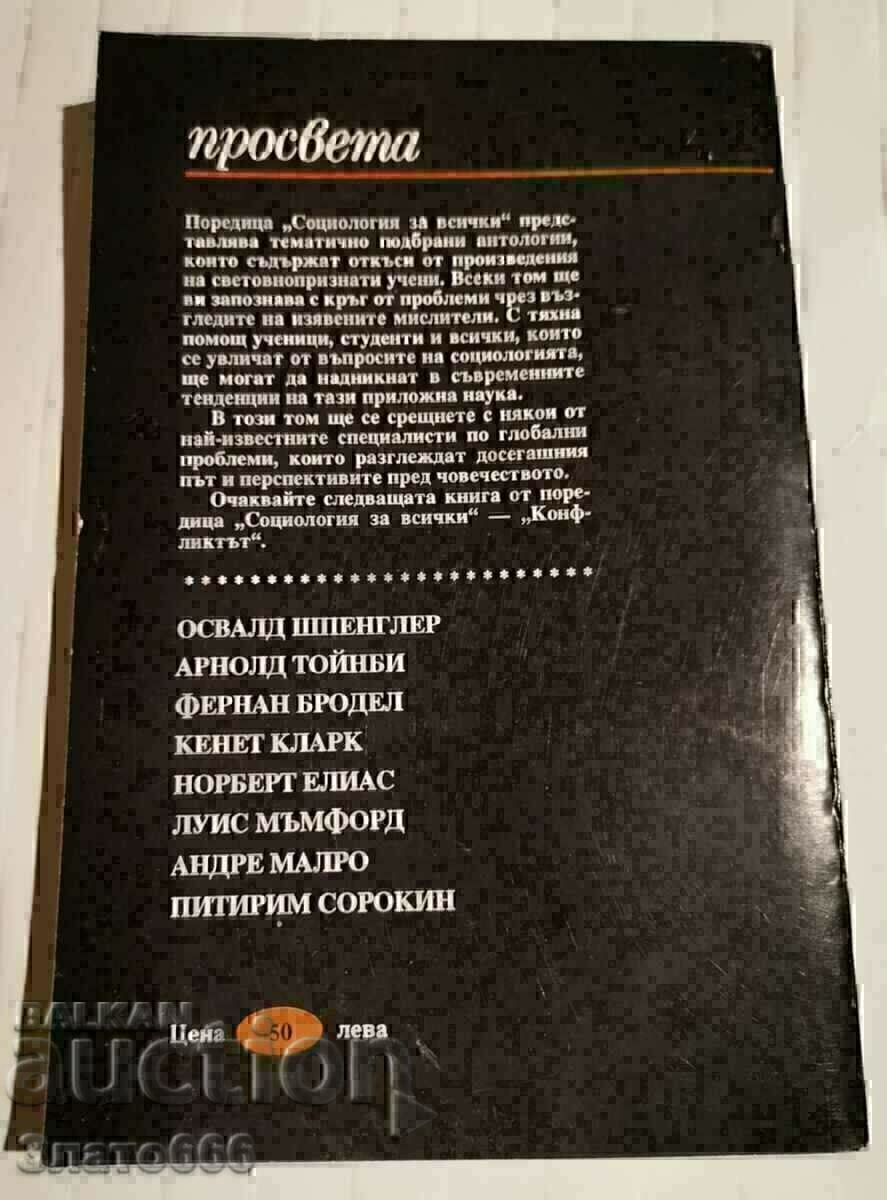 просвета
Поредица „Социология за всички“ предс-
тавлява тематично подбрани антологии,
които съдържат откъси от произведения
на световнопризнати учени. Всеки том ще
ви запознава с кръг от проблеми чрез въз-
гледите на изявените мислители. С тяхна
помощ ученици, студенти и всички, които
се увличат от въпросите на социологията,
ще могат да надникнат в съвременните
тенденции на тази приложна наука.
В този том ще се срещнете с някои от
най-известните специалисти по глобални
проблеми, които разглеждат досегашния
път и перспективите пред човечеството.
Очаквайте следващата книга от поре-
дица „Социология за всички“ — „Конф-
ликтът“.
* * * * * * * * * * * * * * * * * * * * * * * * * * * *
ОСВАЛД ШПЕНГЛЕР
АРНОЛД ТОЙНБИ
ФЕРНАН БРОДЕЛ
КЕНЕТ КЛАРК
НОРБЕРТ ЕЛИАС
ЛУИС МЪМФОРД
АНДРЕ МАЛРО
ПИТИРИМ СОРОКИН
Цена 50 лева
BALKAN
auction
Злато666